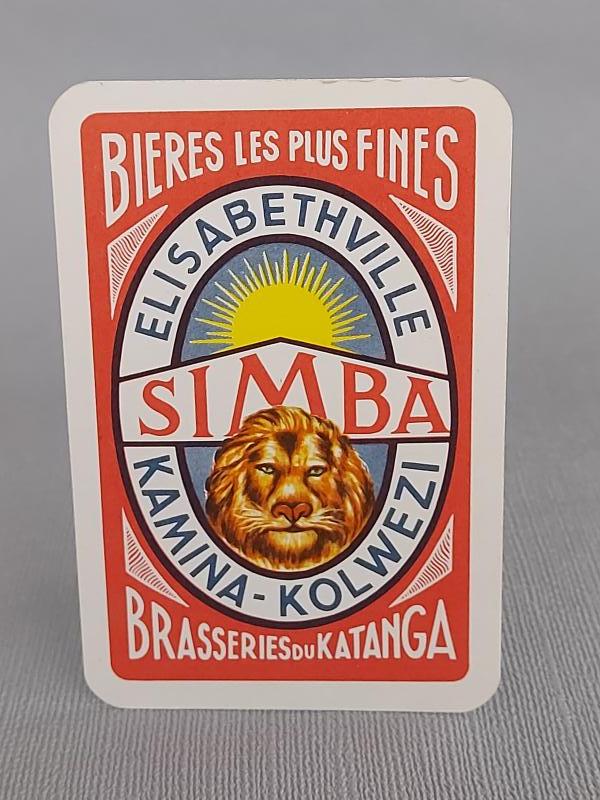 BIERES LES PLUS FINES
ELISABETHVILLE
SIMBA
KAMINA-KOLWEZI
BRASSERIES DU KATANGA